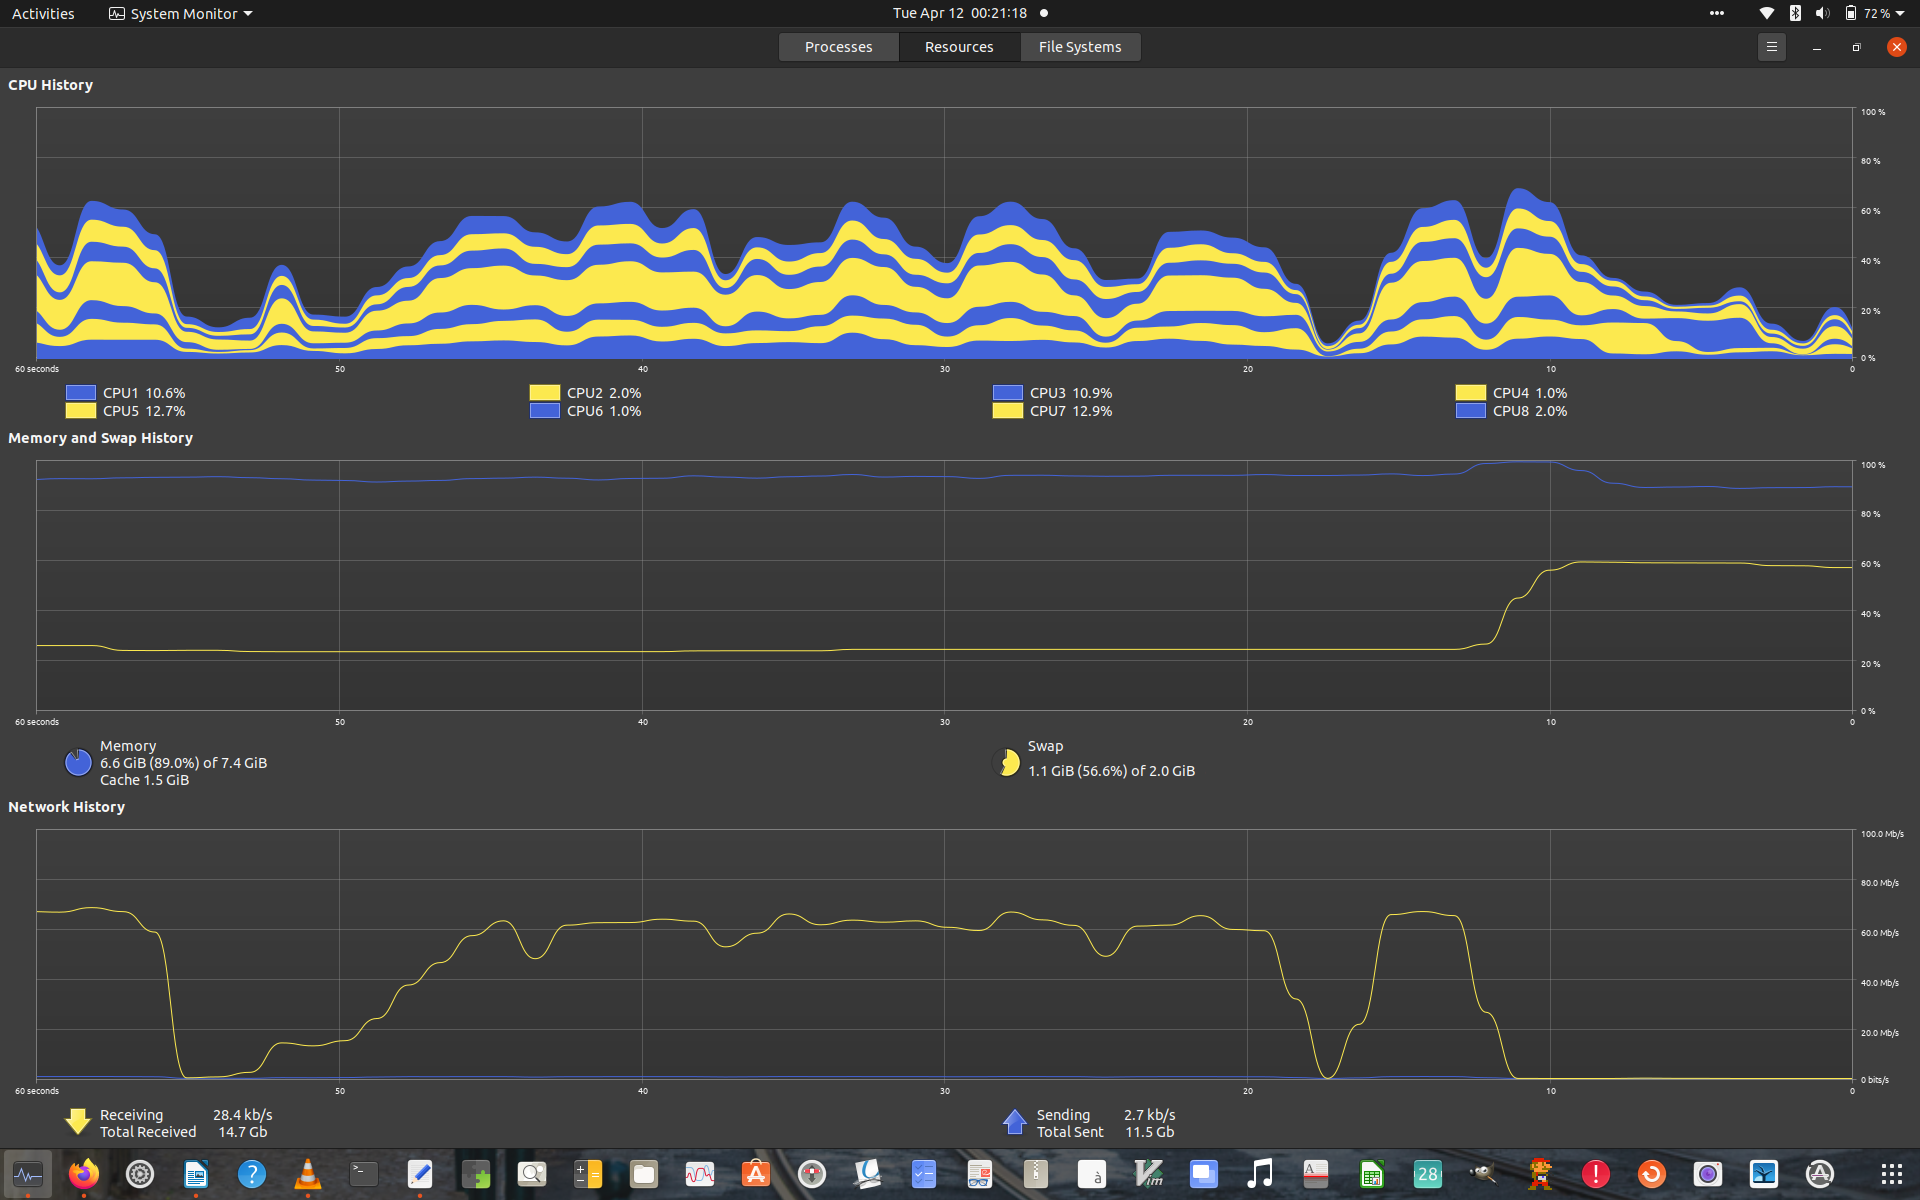 Activities System Monitor Tue Apr 12 00:21:18 72 %
Processes Resources File Systems
CPU History
100 %
80 %
60 %
40 %
20 %
0 %
60 seconds 50 40 30 20 10 0
CPU1 10.6% CPU2 2.0% CPU3 10.9% CPU4 1.0%
CPU5 12.7% CPU6 1.0% CPU7 12.9% CPU8 2.0%
Memory and Swap History
100 %
80 %
60 %
40 %
20 %
0 %
60 seconds 50 40 30 20 10 0
Memory
6.6 GiB (89.0%) of 7.4 GiB
Cache 1.5 GiB
Swap
1.1 GiB (56.6%) of 2.0 GiB
Network History
100.0 Mb/s
80.0 Mb/s
60.0 Mb/s
40.0 Mb/s
20.0 Mb/s
0 bits/s
60 seconds 50 40 30 20 10 0
Receiving 28.4 kb/s
Total Received 14.7 Gb
Sending 2.7 kb/s
Total Sent 11.5 Gb
? >_ à Vim A 28 !